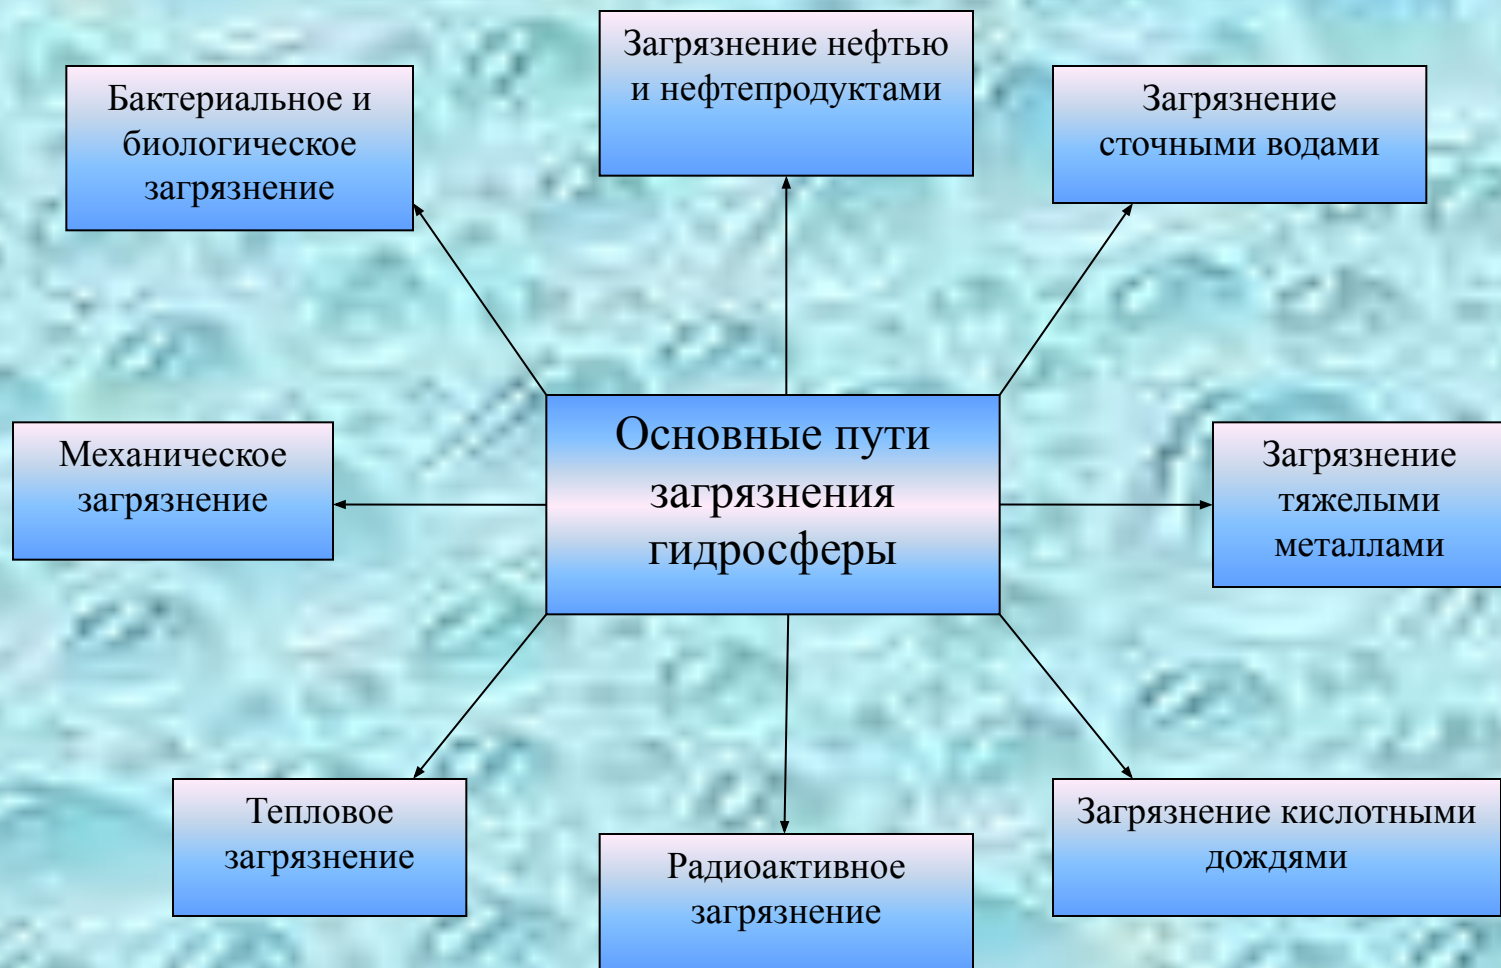 Загрязнение нефтью
и нефтепродуктами
Бактериальное и
биологическое
загрязнение
Загрязнение
сточными водами
Основные пути
загрязнения
гидросферы
Механическое
загрязнение
Загрязнение
тяжелыми
металлами
Тепловое
загрязнение
Радиоактивное
загрязнение
Загрязнение кислотными
дождями